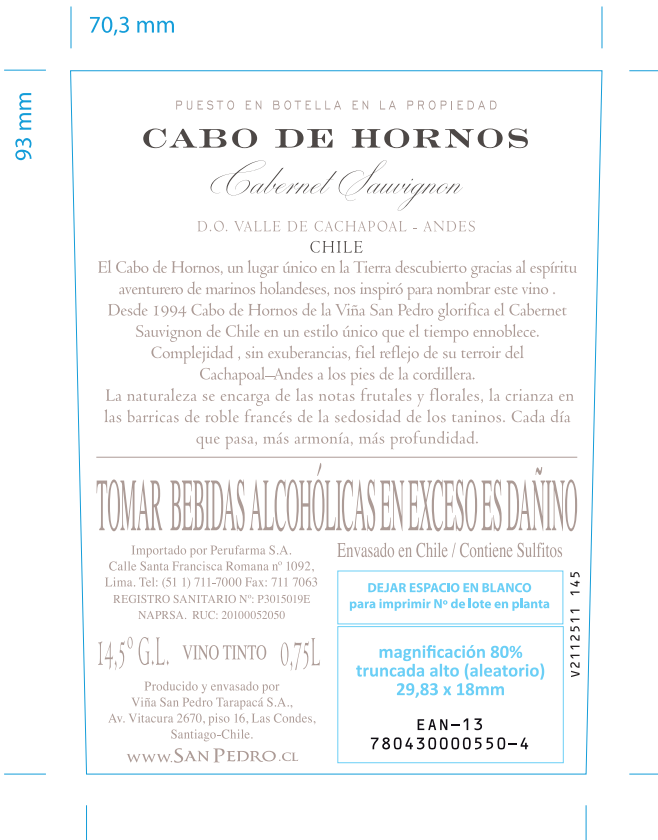 70,3 mm
93 mm
PUESTO EN BOTELLA EN LA PROPIEDAD
CABO DE HORNOS
Cabernet Sauvignon
D.O. VALLE DE CACHAPOAL - ANDES
CHILE
El Cabo de Hornos, un lugar único en la Tierra descubierto gracias al espíritu
aventurero de marinos holandeses, nos inspiró para nombrar este vino .
Desde 1994 Cabo de Hornos de la Viña San Pedro glorifica el Cabernet
Sauvignon de Chile en un estilo único que el tiempo ennoblece.
Complejidad , sin exuberancias, fiel reflejo de su terroir del
Cachapoal–Andes a los pies de la cordillera.
La naturaleza se encarga de las notas frutales y florales, la crianza en
las barricas de roble francés de la sedosidad de los taninos. Cada día
que pasa, más armonía, más profundidad.
TOMAR BEBIDAS ALCOHÓLICAS EN EXCESO ES DAÑINO
Importado por Perufarma S.A.
Calle Santa Francisca Romana nº 1092,
Lima. Tel: (51 1) 711-7000 Fax: 711 7063
REGISTRO SANITARIO Nº: P3015019E
NAPRSA. RUC: 20100052050
14,5º G.L. VINO TINTO 0,75L
Producido y envasado por
Viña San Pedro Tarapacá S.A.,
Av. Vitacura 2670, piso 16, Las Condes,
Santiago-Chile.
WWW.SAN PEDRO.CL
Envasado en Chile / Contiene Sulfitos
DEJAR ESPACIO EN BLANCO
para imprimir Nº de lote en planta
magnificación 80%
truncada alto (aleatorio)
29,83 x 18mm
EAN-13
780430000550-4
V2112511 145